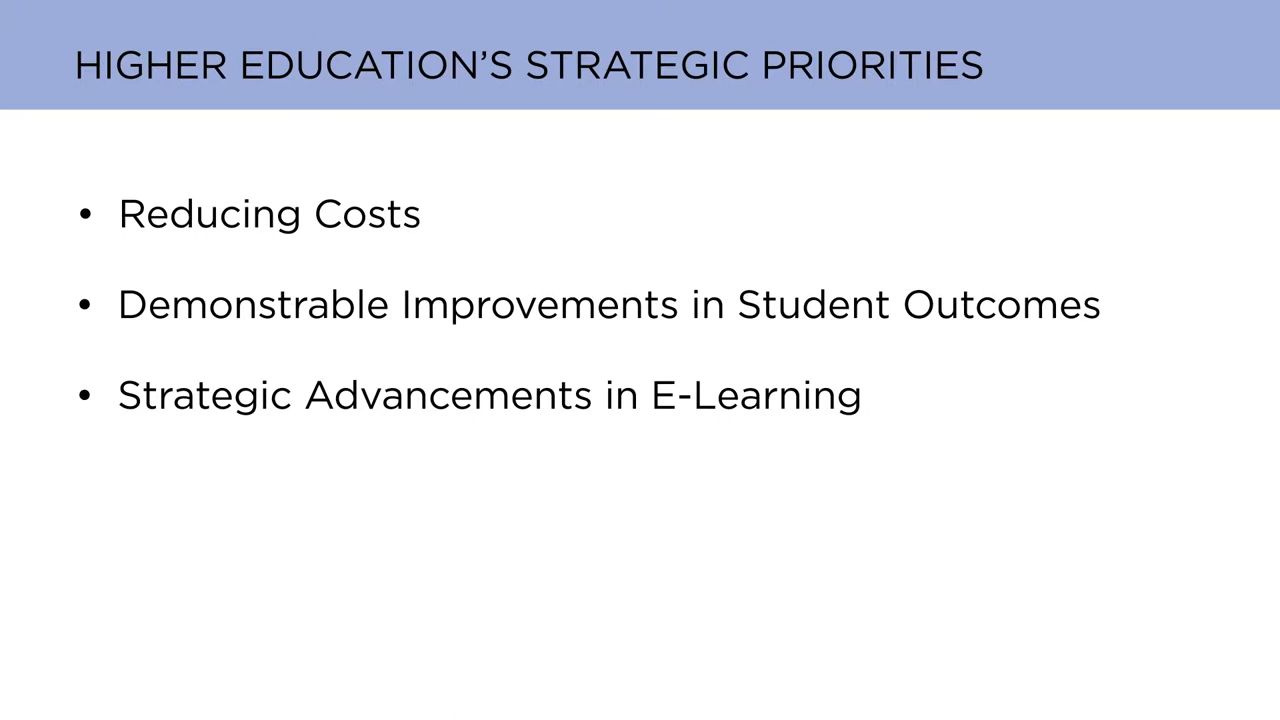 HIGHER EDUCATION’S STRATEGIC PRIORITIES
• Reducing Costs
• Demonstrable Improvements in Student Outcomes
• Strategic Advancements in E-Learning